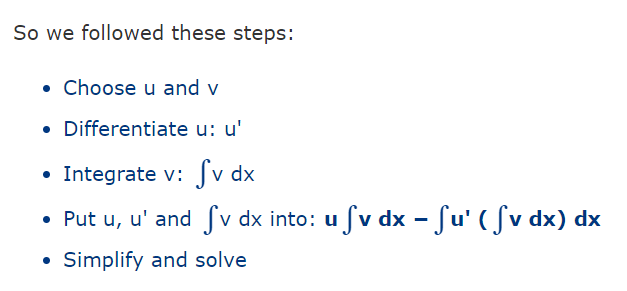 So we followed these steps:
• Choose u and v
• Differentiate u: u'
• Integrate v: ∫v dx
• Put u, u' and ∫v dx into: u∫v dx − ∫u' (∫v dx) dx
• Simplify and solve